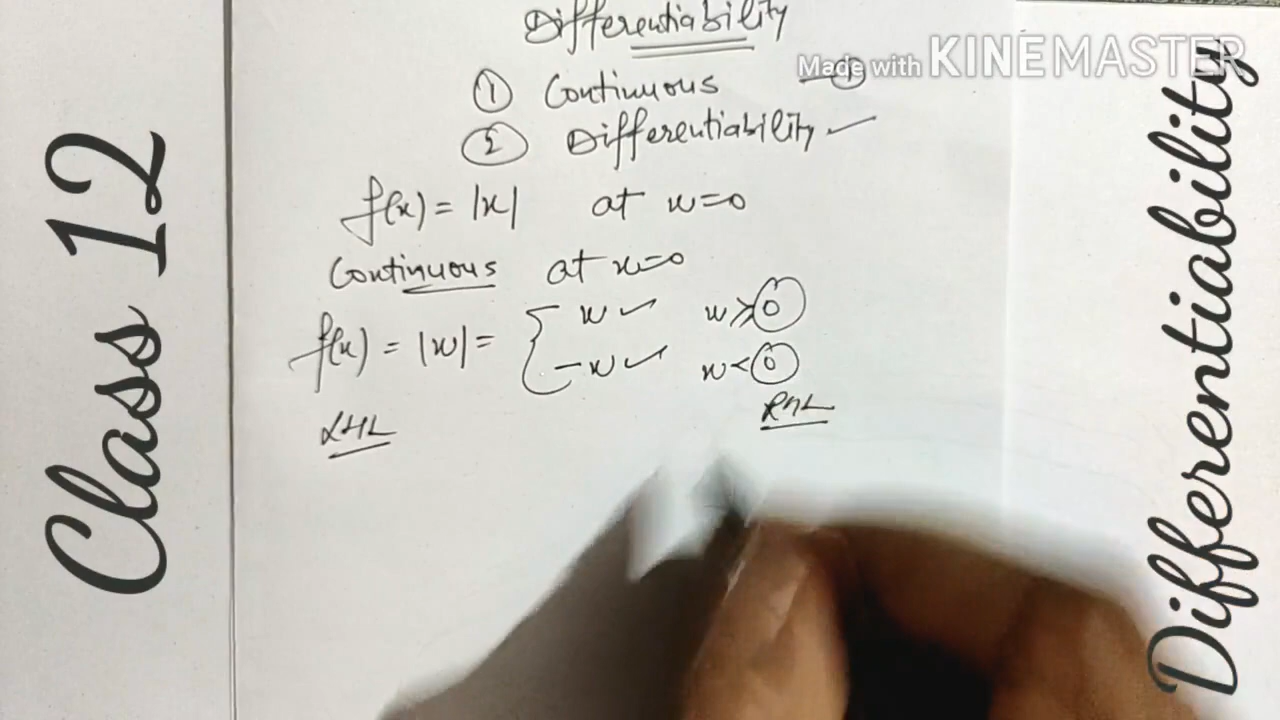 Differentiability
① Continuous —①
② Differentiability ✓
f(x) = |x| at x=0
Continuous at x=0
f(x) = |x| = { x ✓ x ≥ 0
-x ✓ x < 0
LHL RHL
Class 12
Differentiability
Made with KINEMASTER